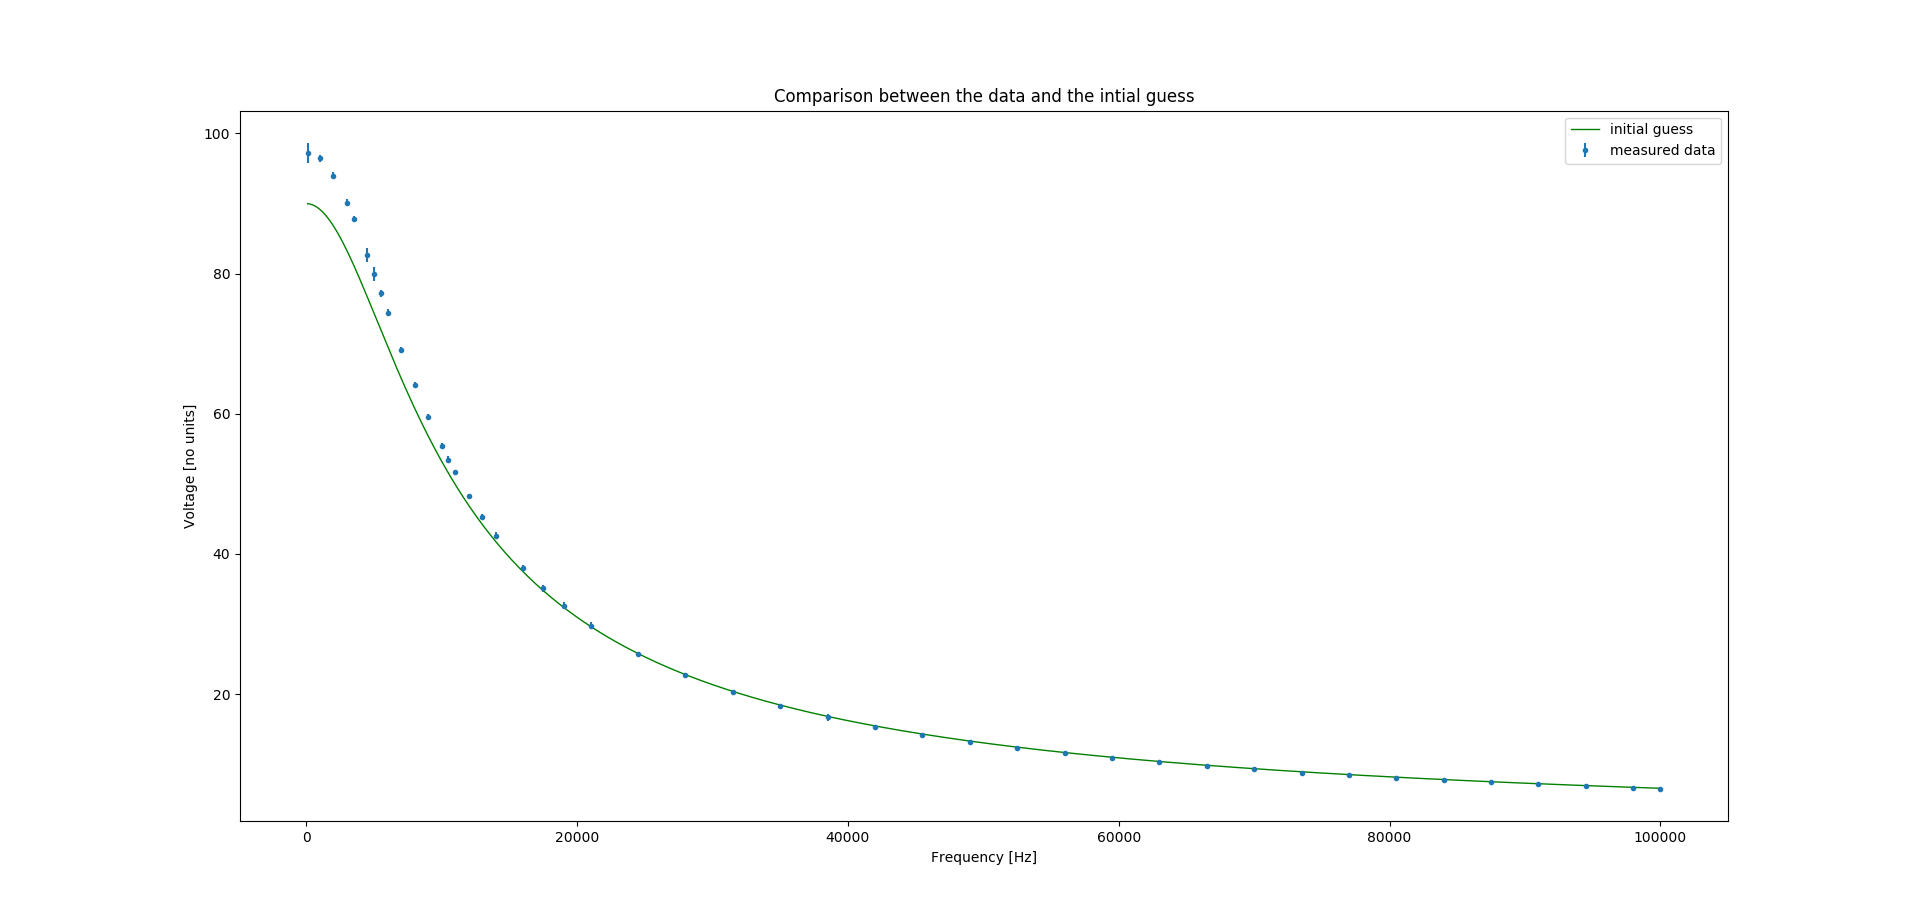 Comparison between the data and the intial guess
initial guess
measured data
100
80
60
40
20
Voltage [no units]
0 20000 40000 60000 80000 100000
Frequency [Hz]